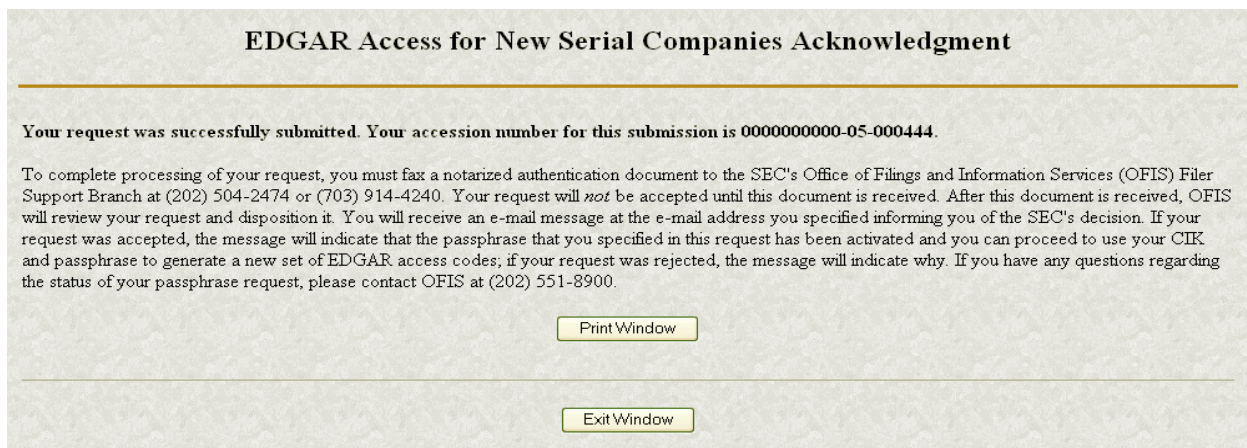 EDGAR Access for New Serial Companies Acknowledgment
Your request was successfully submitted. Your accession number for this submission is 0000000000-05-000444.
To complete processing of your request, you must fax a notarized authentication document to the SEC's Office of Filings and Information Services (OFIS) Filer
Support Branch at (202) 504-2474 or (703) 914-4240. Your request will not be accepted until this document is received. After this document is received, OFIS
will review your request and disposition it. You will receive an e-mail message at the e-mail address you specified informing you of the SEC's decision. If your
request was accepted, the message will indicate that the passphrase that you specified in this request has been activated and you can proceed to use your CIK
and passphrase to generate a new set of EDGAR access codes; if your request was rejected, the message will indicate why. If you have any questions regarding
the status of your passphrase request, please contact OFIS at (202) 551-8900.
Print Window
Exit Window